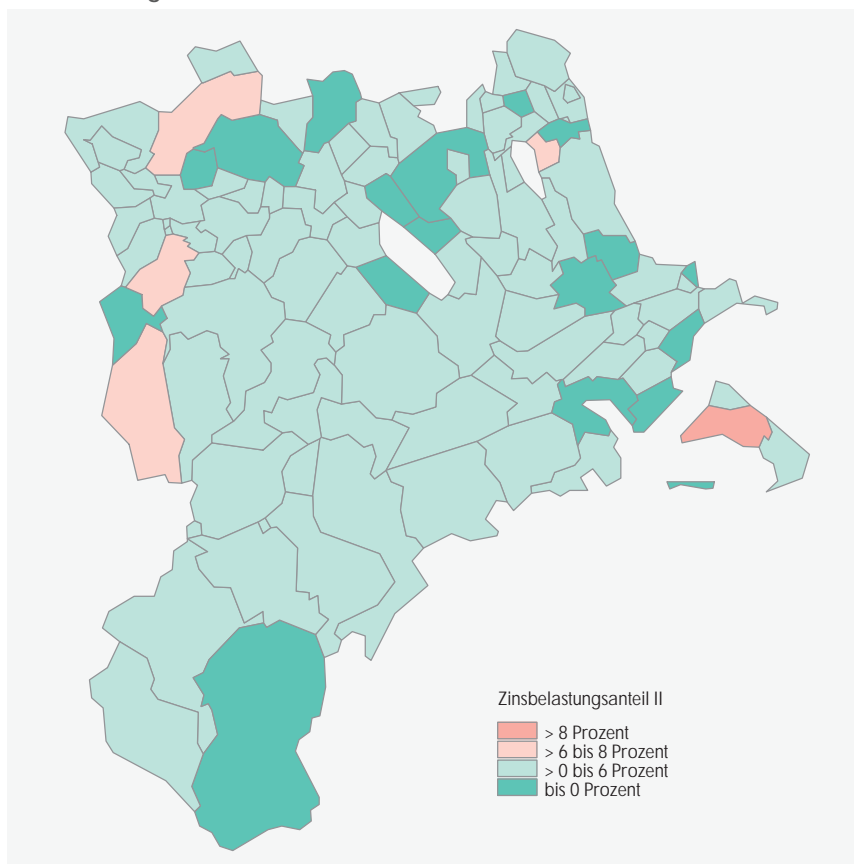 Zinsbelastungsanteil II
> 8 Prozent
> 6 bis 8 Prozent
> 0 bis 6 Prozent
bis 0 Prozent